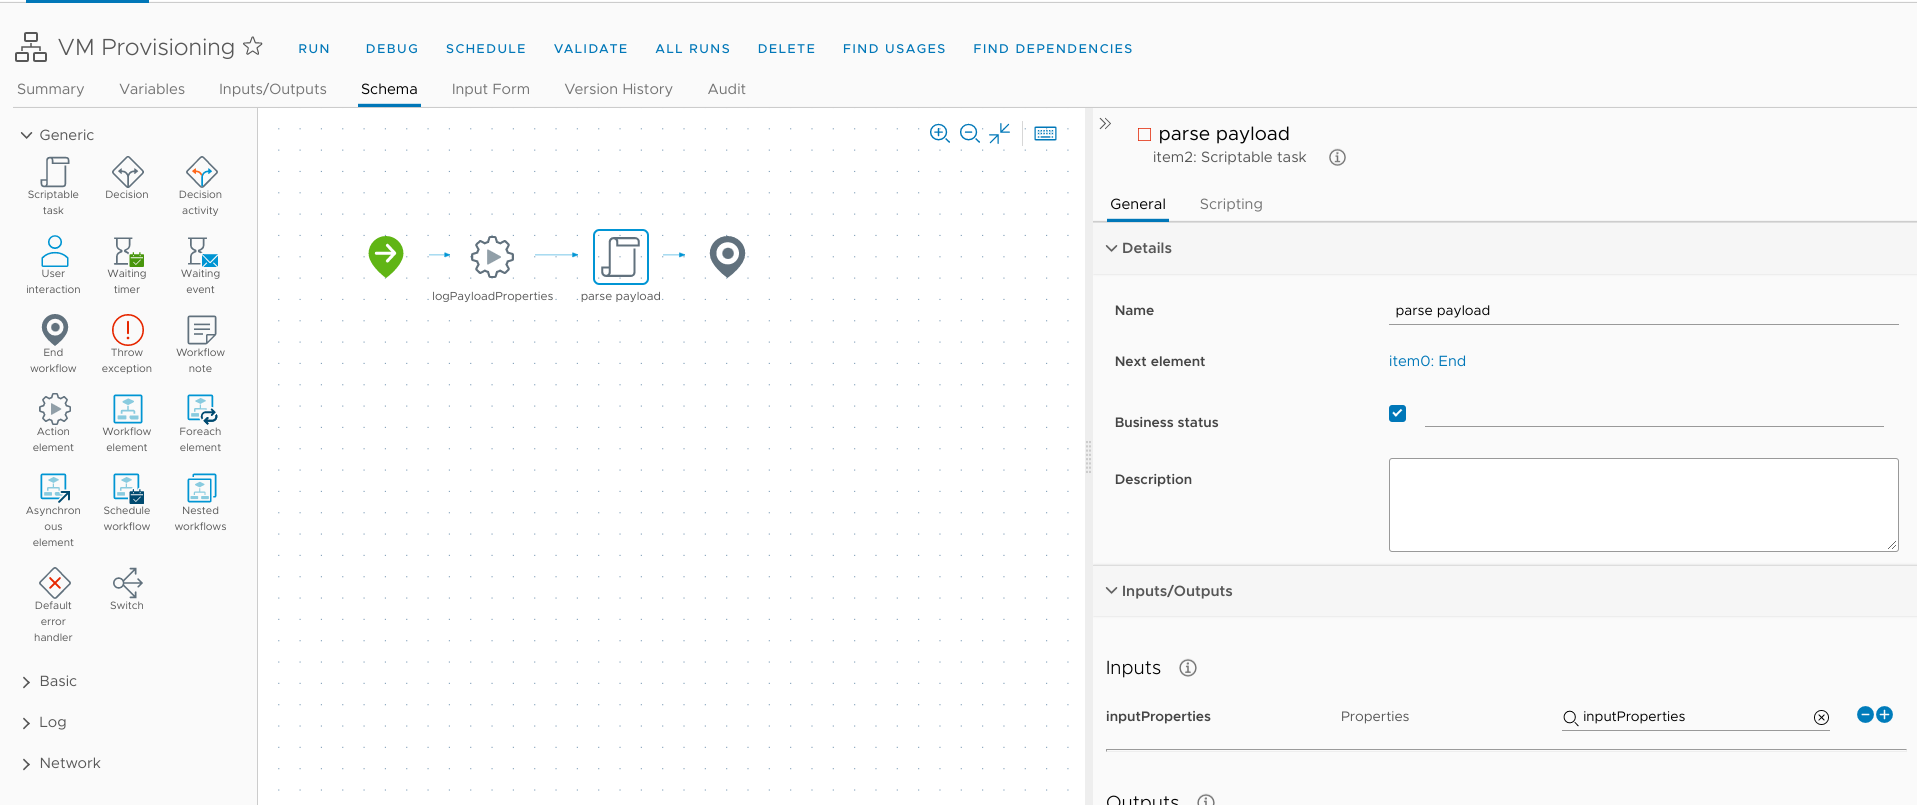 VM Provisioning
RUN DEBUG SCHEDULE VALIDATE ALL RUNS DELETE FIND USAGES FIND DEPENDENCIES
Summary Variables Inputs/Outputs Schema Input Form Version History Audit
Generic
Scriptable
task
Decision
Decision
activity
User
interaction
Waiting
timer
Waiting
event
End
workflow
Throw
exception
Workflow
note
Action
element
Workflow
element
Foreach
element
Asynchron
ous
element
Schedule
workflow
Nested
workflows
Default
error
handler
Switch
Basic
Log
Network
logPayloadProperties
parse payload
parse payload
item2: Scriptable task
General Scripting
Details
Name parse payload
Next element item0: End
Business status
Description
Inputs/Outputs
Inputs
inputProperties Properties inputProperties
Outputs